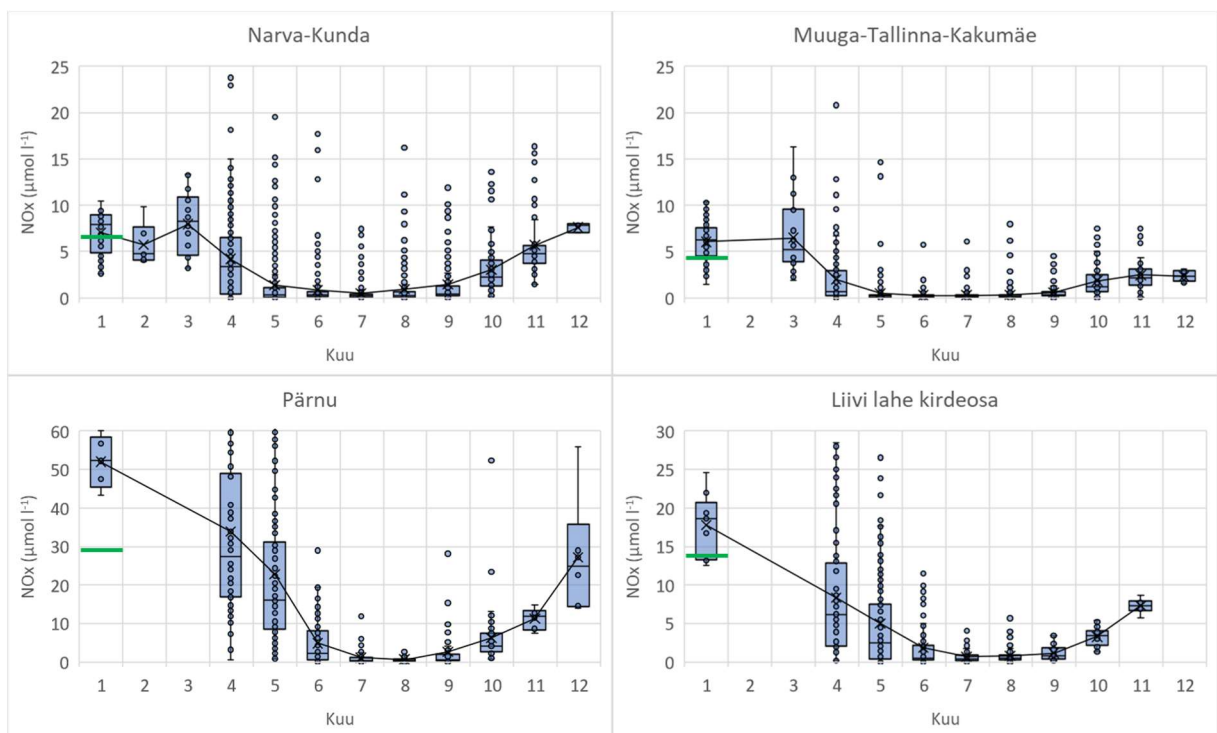 Narva-Kunda
NOx (µmol l⁻¹)
25
20
15
10
5
0
1 2 3 4 5 6 7 8 9 10 11 12
Kuu
Muuga-Tallinna-Kakumäe
NOx (µmol l⁻¹)
25
20
15
10
5
0
1 2 3 4 5 6 7 8 9 10 11 12
Kuu
Pärnu
NOx (µmol l⁻¹)
60
50
40
30
20
10
0
1 2 3 4 5 6 7 8 9 10 11 12
Kuu
Liivi lahe kirdeosa
NOx (µmol l⁻¹)
30
25
20
15
10
5
0
1 2 3 4 5 6 7 8 9 10 11 12
Kuu